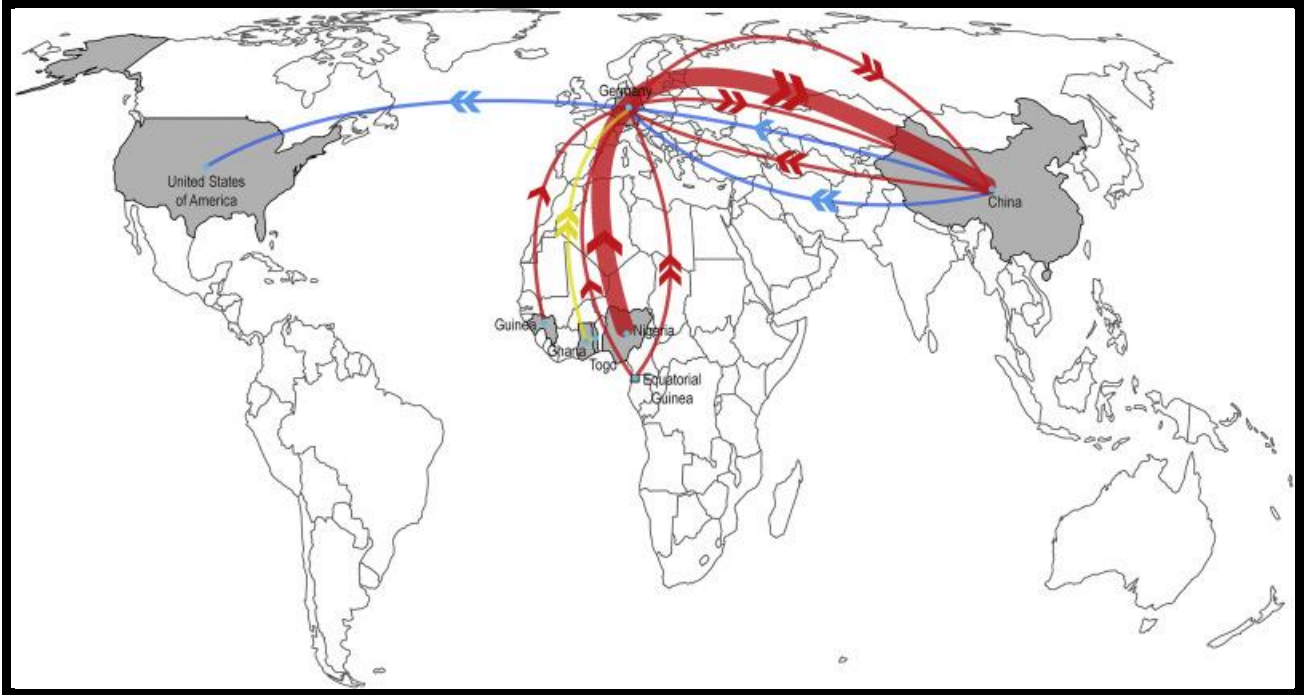 Germany
United States
of America
China
Guinea
Nigeria
Ghana
Togo
Equatorial
Guinea